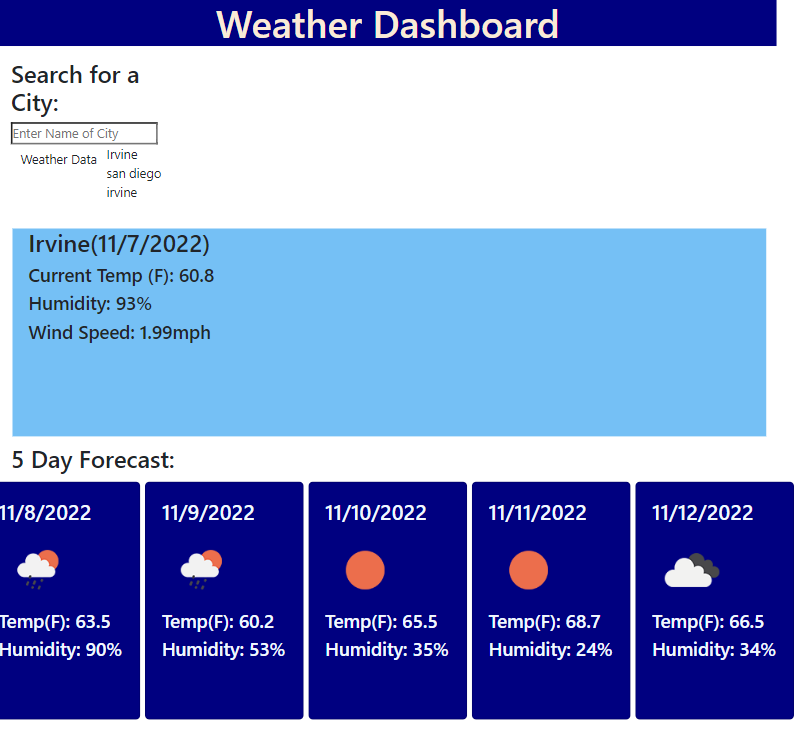 Weather Dashboard
Search for a
City:
Enter Name of City
Weather Data
Irvine
san diego
irvine
Irvine(11/7/2022)
Current Temp (F): 60.8
Humidity: 93%
Wind Speed: 1.99mph
5 Day Forecast:
11/8/2022
Temp(F): 63.5
Humidity: 90%
11/9/2022
Temp(F): 60.2
Humidity: 53%
11/10/2022
Temp(F): 65.5
Humidity: 35%
11/11/2022
Temp(F): 68.7
Humidity: 24%
11/12/2022
Temp(F): 66.5
Humidity: 34%